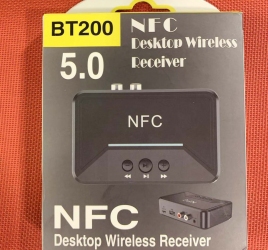 BT200
5.0
NFC
Desktop Wireless
Receiver
NFC
NFC
Desktop Wireless Receiver